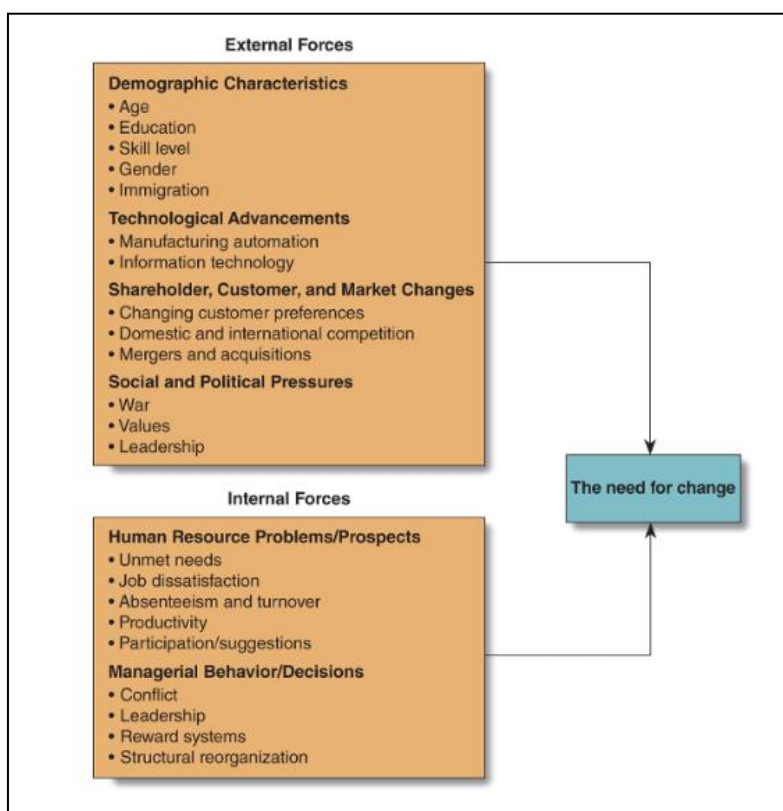 External Forces
Demographic Characteristics
• Age
• Education
• Skill level
• Gender
• Immigration
Technological Advancements
• Manufacturing automation
• Information technology
Shareholder, Customer, and Market Changes
• Changing customer preferences
• Domestic and international competition
• Mergers and acquisitions
Social and Political Pressures
• War
• Values
• Leadership
The need for change
Internal Forces
Human Resource Problems/Prospects
• Unmet needs
• Job dissatisfaction
• Absenteeism and turnover
• Productivity
• Participation/suggestions
Managerial Behavior/Decisions
• Conflict
• Leadership
• Reward systems
• Structural reorganization